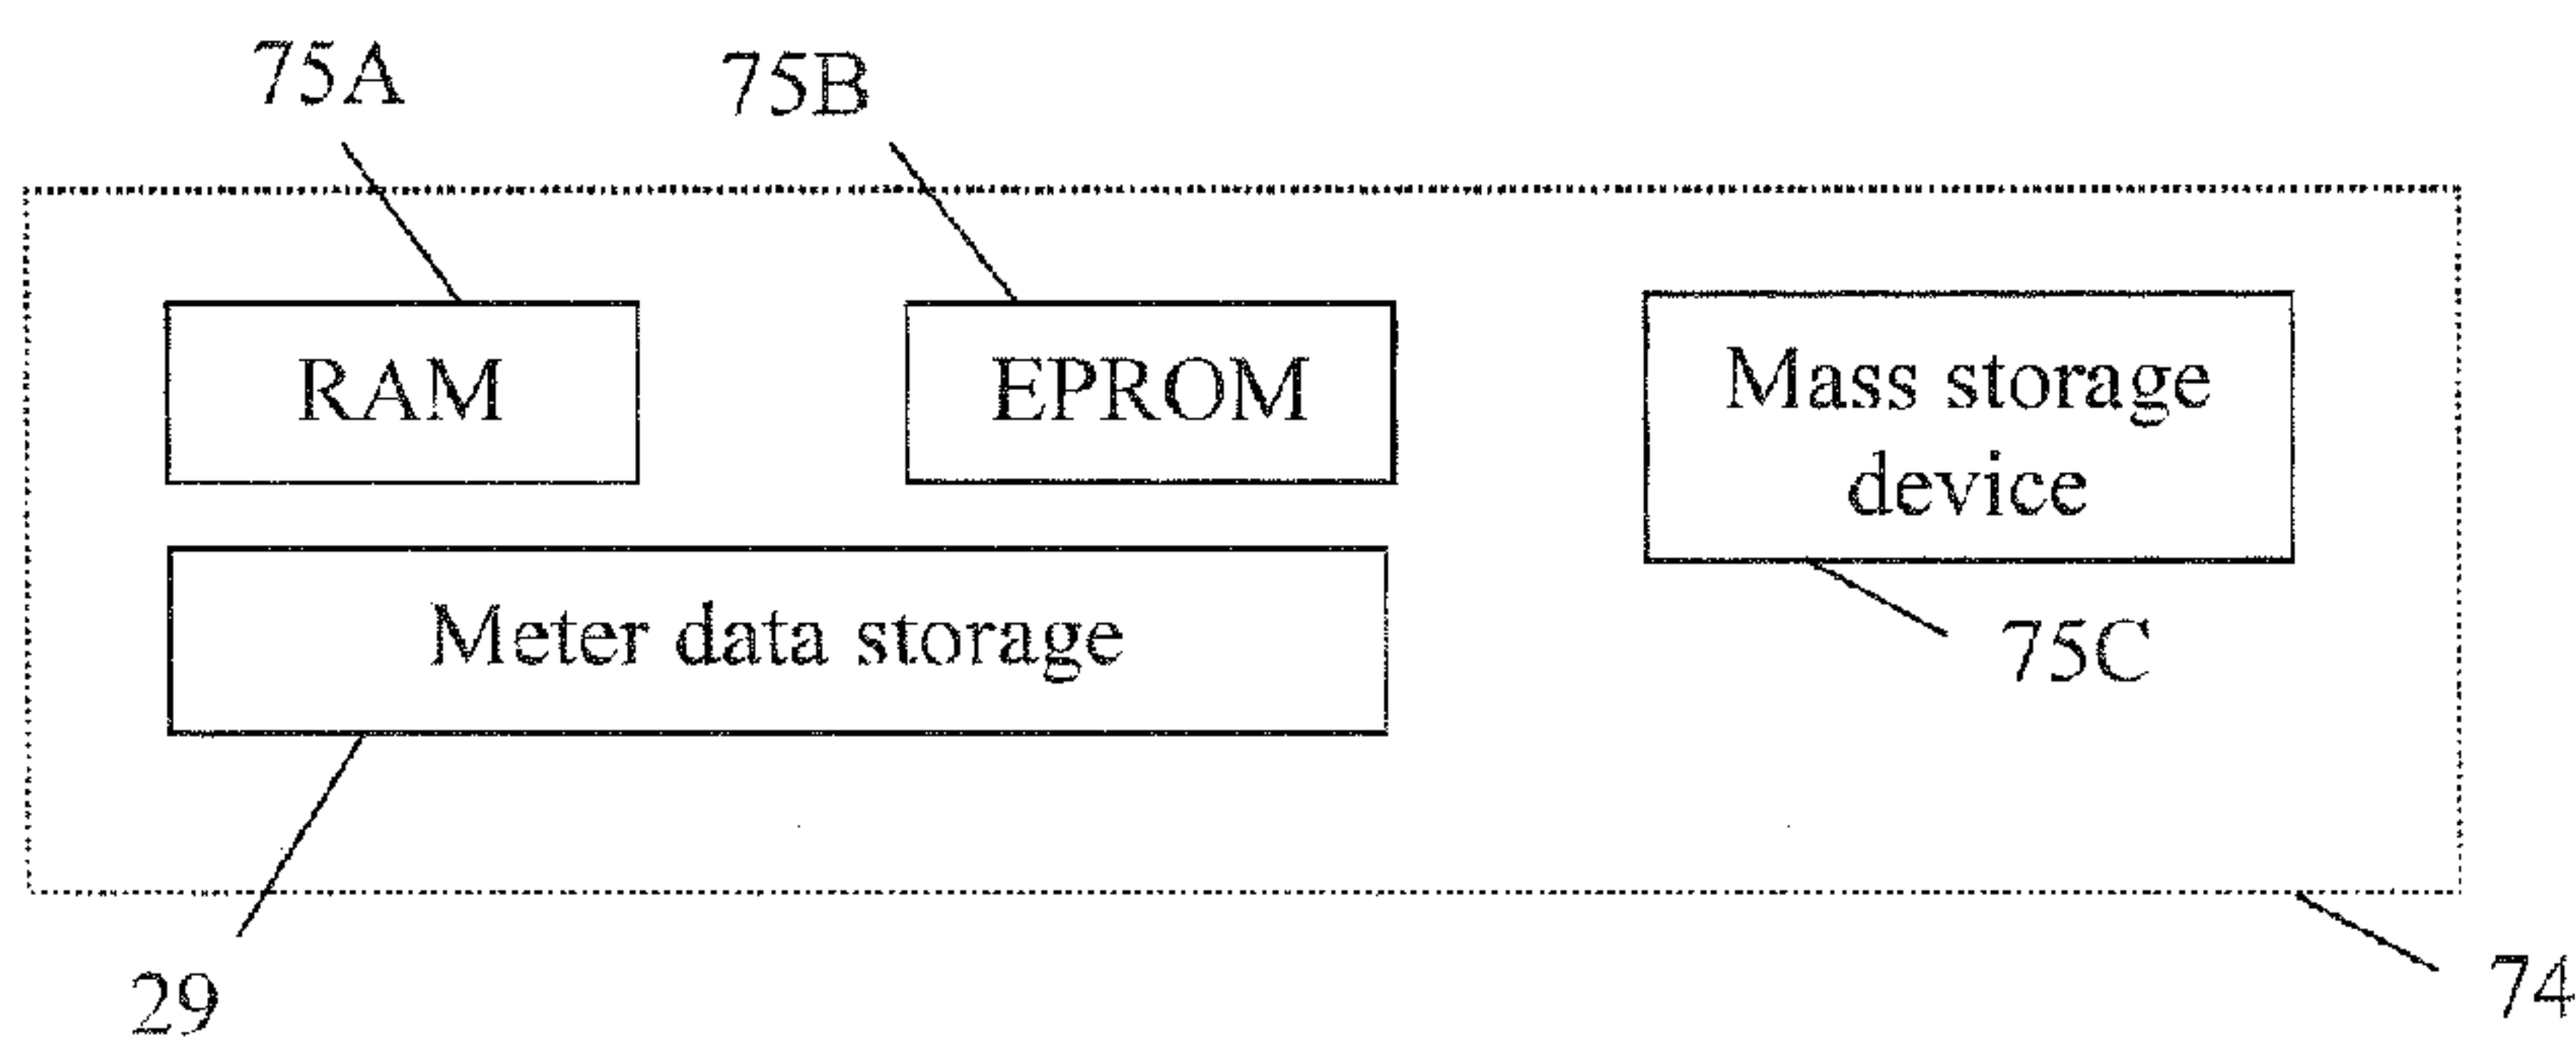 75A
75B
RAM
EPROM
Mass storage
device
Meter data storage
75C
29
74